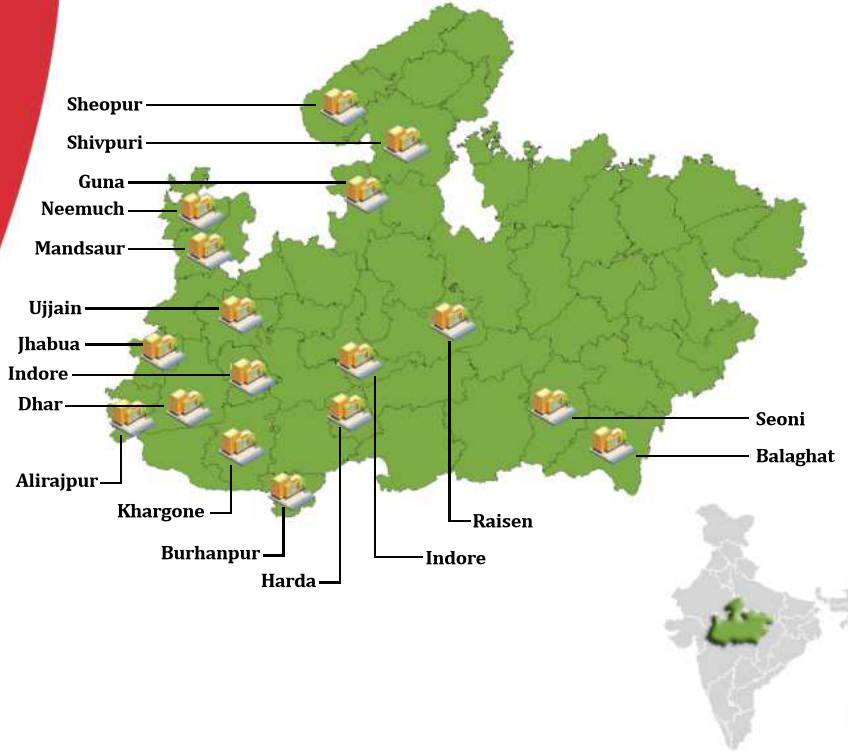 Sheopur
Shivpuri
Guna
Neemuch
Mandsaur
Ujjain
Jhabua
Indore
Dhar
Alirajpur
Khargone
Burhanpur
Harda
Indore
Raisen
Seoni
Balaghat